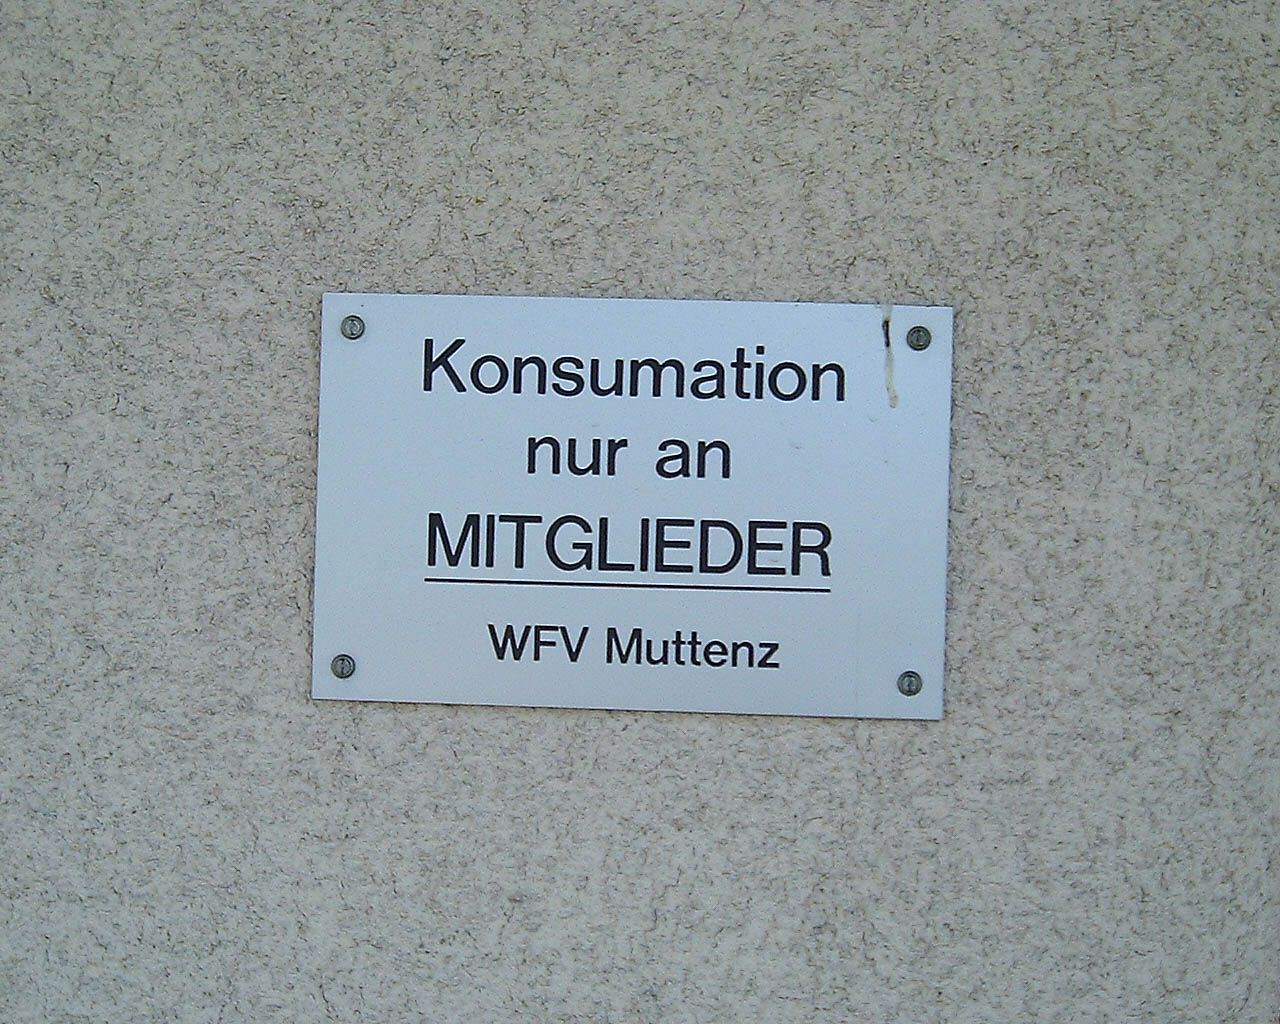 Konsumation
nur an
MITGLIEDER
WFV Muttenz